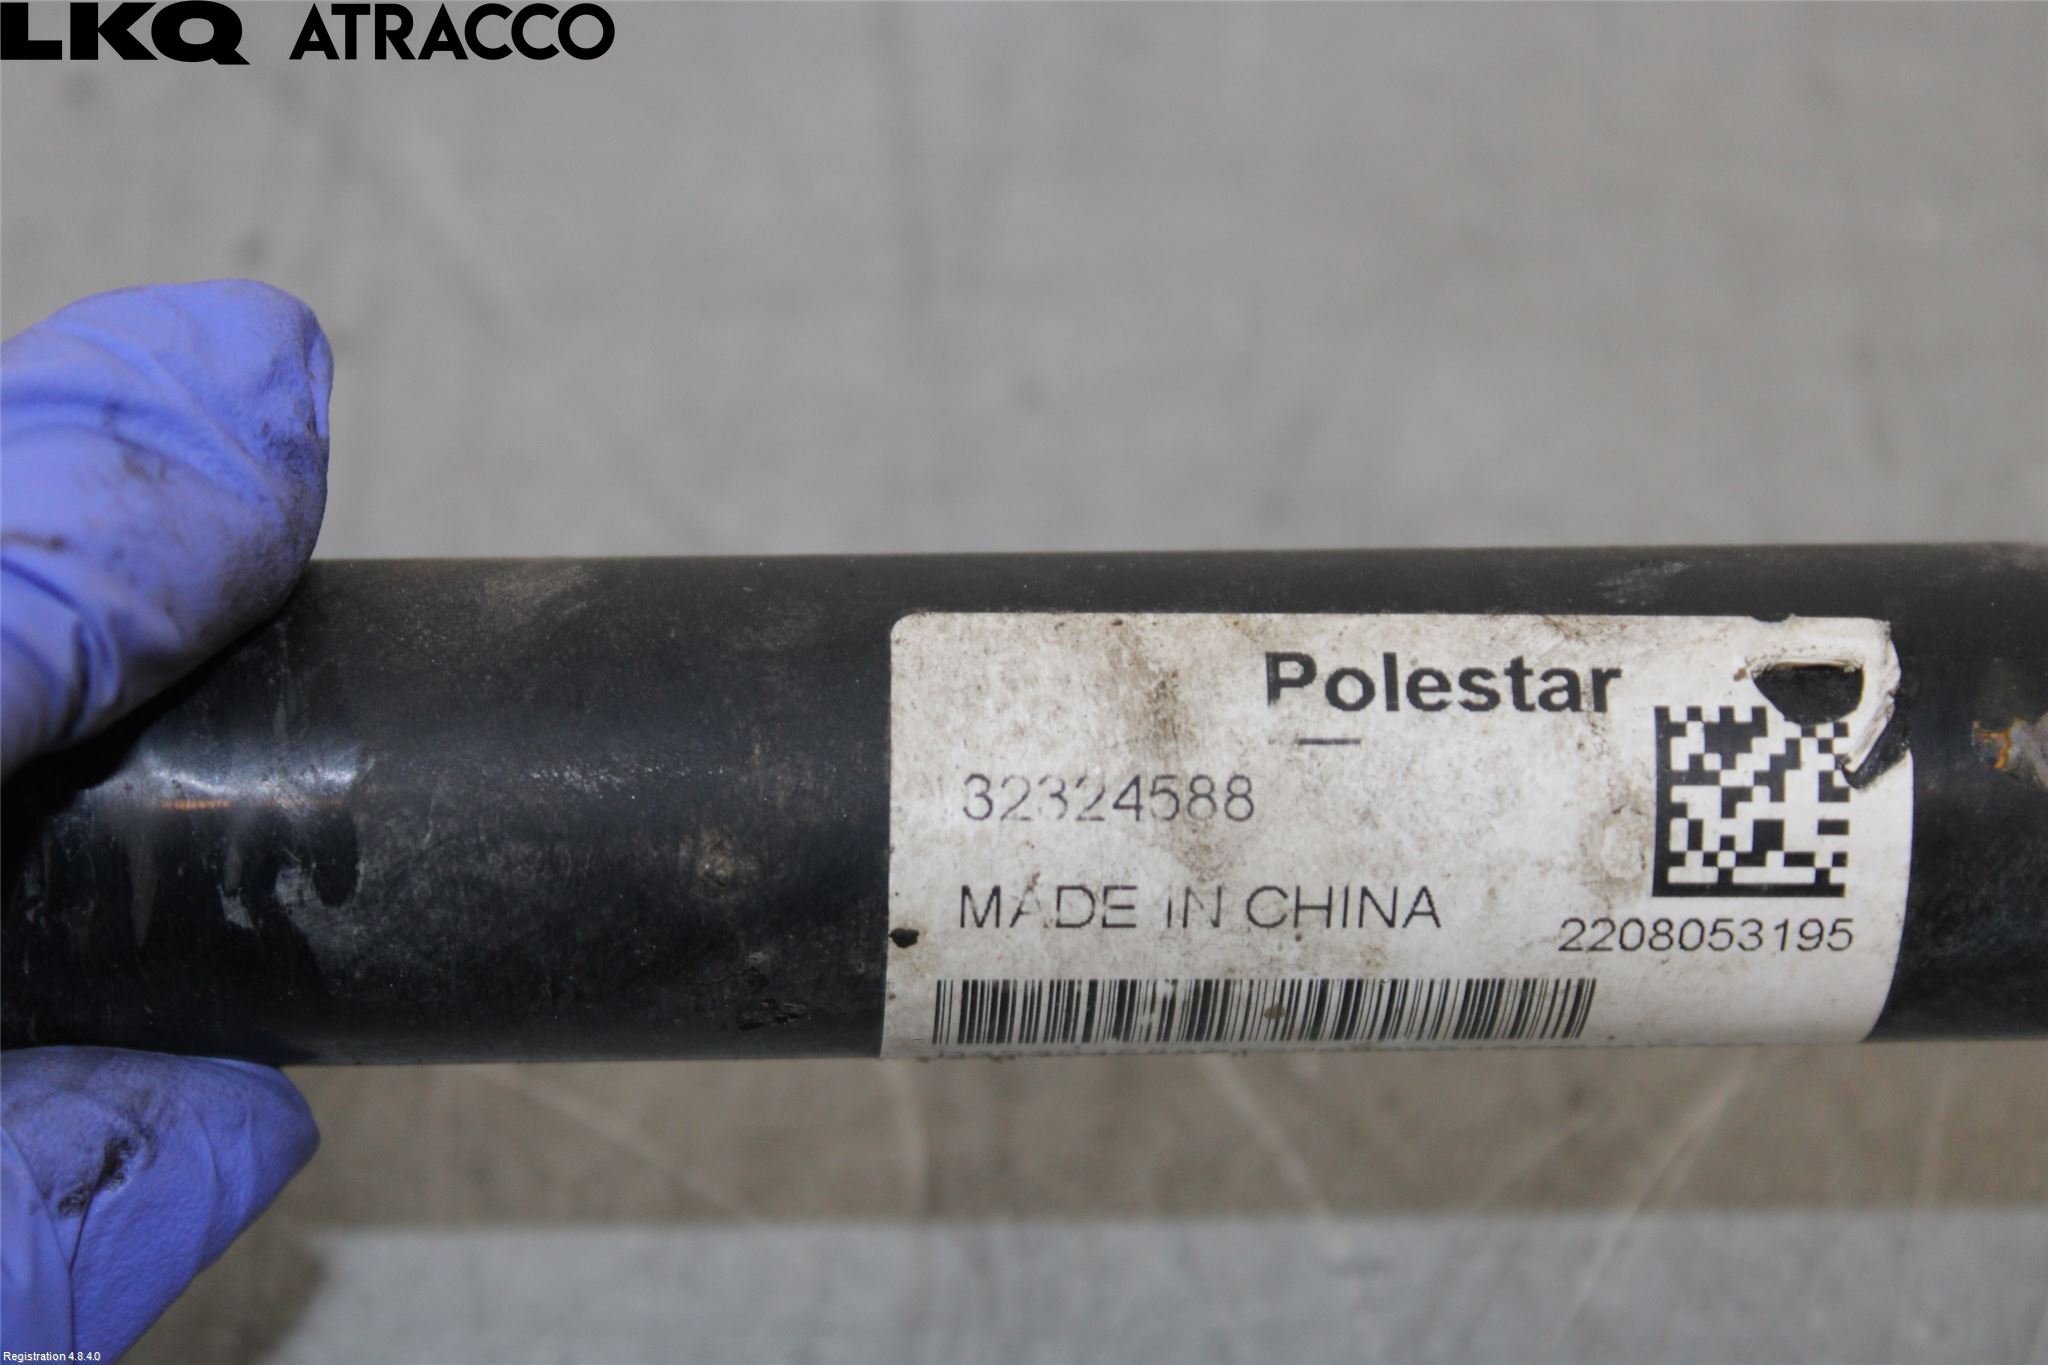 LKQ ATRACCO
Polestar
32324588
MADE IN CHINA
2208053195
Registration 4.8.4.0